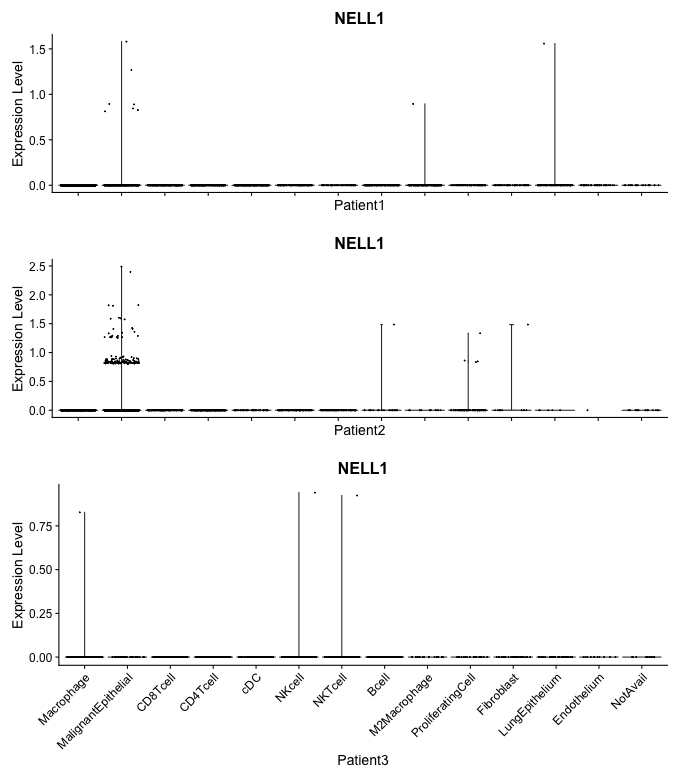 NELL1
Expression Level
1.5
1.0
0.5
0.0
Patient1
NELL1
Expression Level
2.5
2.0
1.5
1.0
0.5
0.0
Patient2
NELL1
Expression Level
0.75
0.50
0.25
0.00
Macrophage
MalignantEpithelial
CD8Tcell
CD4Tcell
cDC
NKcell
NKTcell
Bcell
M2Macrophage
ProliferatingCell
Fibroblast
LungEpithelium
Endothelium
NotAvail
Patient3